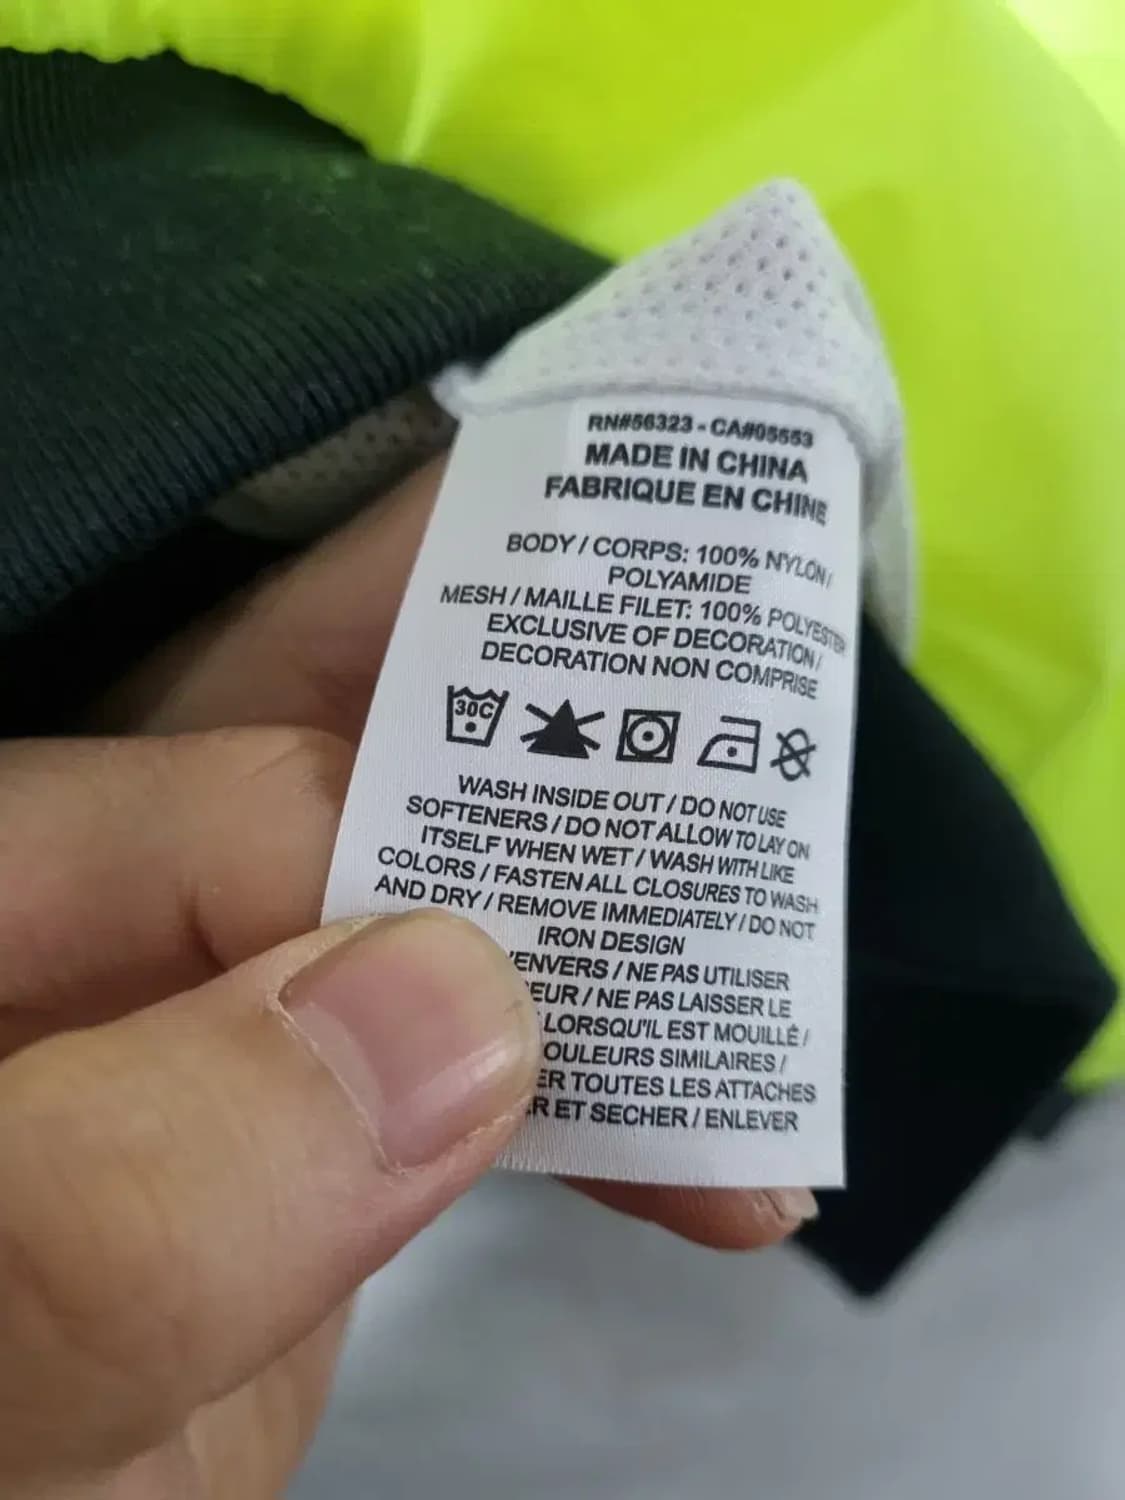 RN#56323 - CA#05553
MADE IN CHINA
FABRIQUE EN CHINE
BODY / CORPS: 100% NYLON /
POLYAMIDE
MESH / MAILLE FILET: 100% POLYESTER
EXCLUSIVE OF DECORATION /
DECORATION NON COMPRISE
30C
WASH INSIDE OUT / DO NOT USE
SOFTENERS / DO NOT ALLOW TO LAY ON
ITSELF WHEN WET / WASH WITH LIKE
COLORS / FASTEN ALL CLOSURES TO WASH
AND DRY / REMOVE IMMEDIATELY / DO NOT
IRON DESIGN
'ENVERS / NE PAS UTILISER
EUR / NE PAS LAISSER LE
LORSQU'IL EST MOUILLÉ /
OULEURS SIMILAIRES /
ER TOUTES LES ATTACHES
R ET SECHER / ENLEVER